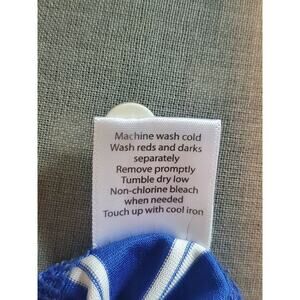 Machine wash cold
Wash reds and darks
separately
Remove promptly
Tumble dry low
Non-chlorine bleach
when needed
Touch up with cool iron